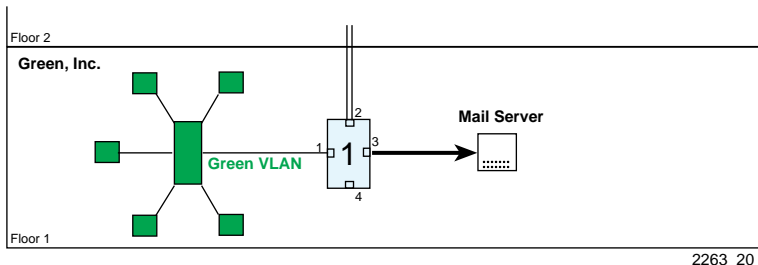 Floor 2
Green, Inc.
2
Mail Server
1
1
3
Green VLAN
4
Floor 1
2263 20